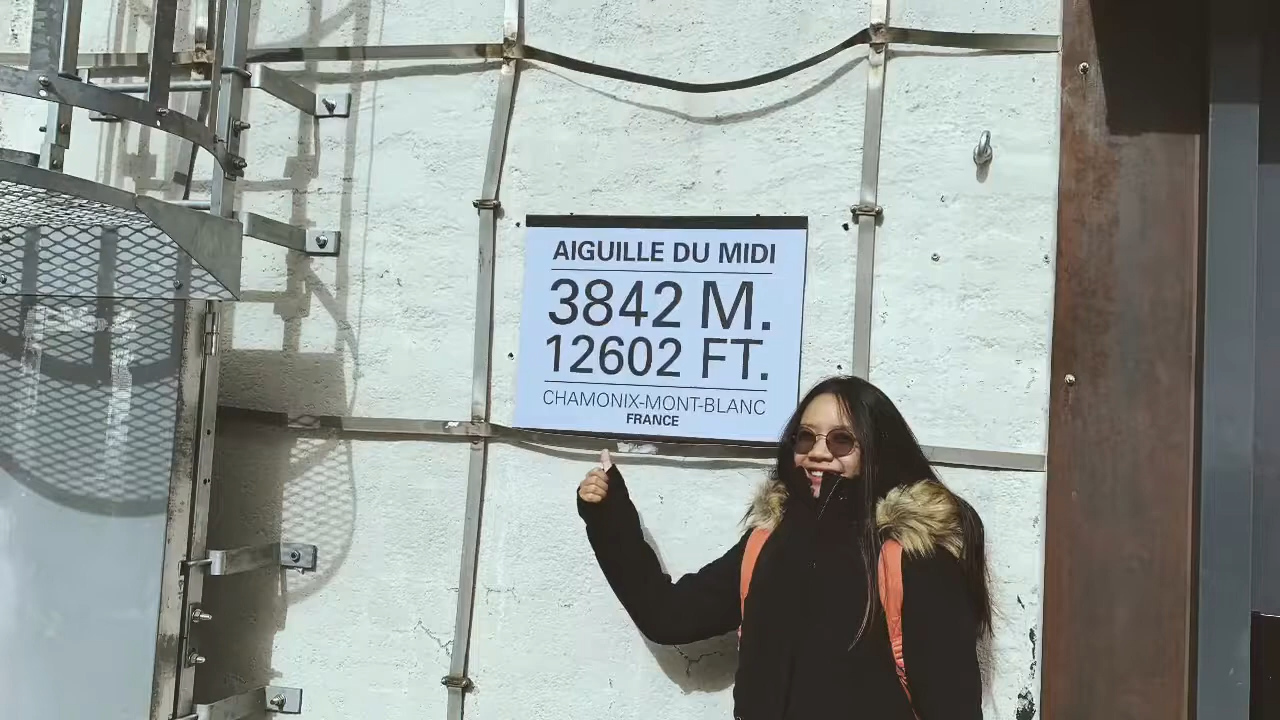 AIGUILLE DU MIDI
3842 M.
12602 FT.
CHAMONIX-MONT-BLANC
FRANCE